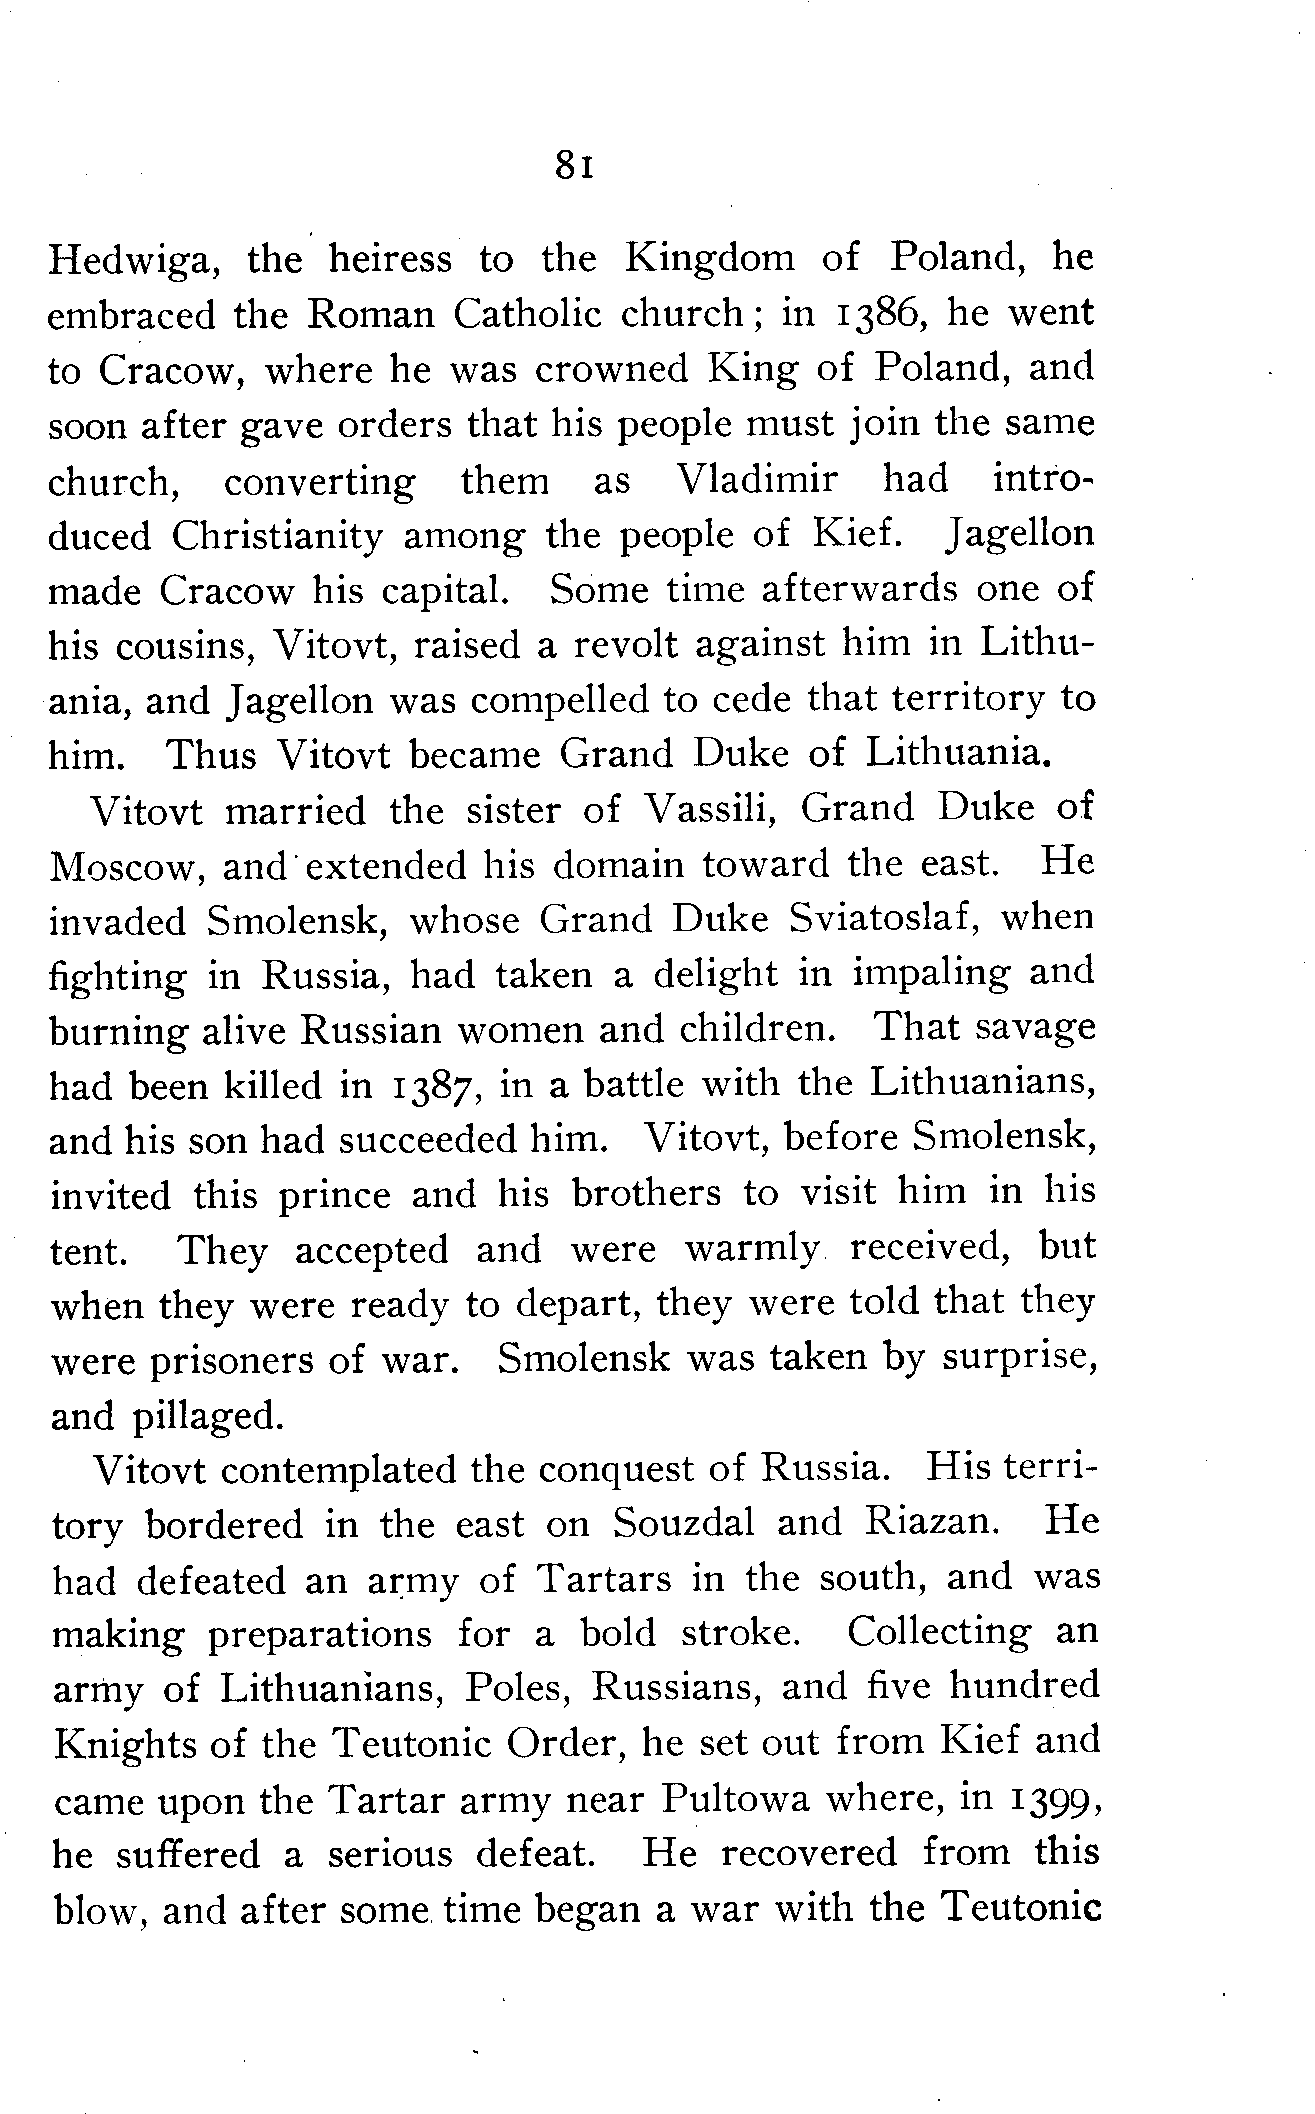 81
Hedwiga, the heiress to the Kingdom of Poland, he
embraced the Roman Catholic church; in 1386, he went
to Cracow, where he was crowned King of Poland, and
soon after gave orders that his people must join the same
church, converting them as Vladimir had intro-
duced Christianity among the people of Kief. Jagellon
made Cracow his capital. Some time afterwards one of
his cousins, Vitovt, raised a revolt against him in Lithu-
ania, and Jagellon was compelled to cede that territory to
him. Thus Vitovt became Grand Duke of Lithuania.
Vitovt married the sister of Vassili, Grand Duke of
Moscow, and extended his domain toward the east. He
invaded Smolensk, whose Grand Duke Sviatoslaf, when
fighting in Russia, had taken a delight in impaling and
burning alive Russian women and children. That savage
had been killed in 1387, in a battle with the Lithuanians,
and his son had succeeded him. Vitovt, before Smolensk,
invited this prince and his brothers to visit him in his
tent. They accepted and were warmly received, but
when they were ready to depart, they were told that they
were prisoners of war. Smolensk was taken by surprise,
and pillaged.
Vitovt contemplated the conquest of Russia. His terri-
tory bordered in the east on Souzdal and Riazan. He
had defeated an army of Tartars in the south, and was
making preparations for a bold stroke. Collecting an
army of Lithuanians, Poles, Russians, and five hundred
Knights of the Teutonic Order, he set out from Kief and
came upon the Tartar army near Pultowa where, in 1399,
he suffered a serious defeat. He recovered from this
blow, and after some time began a war with the Teutonic